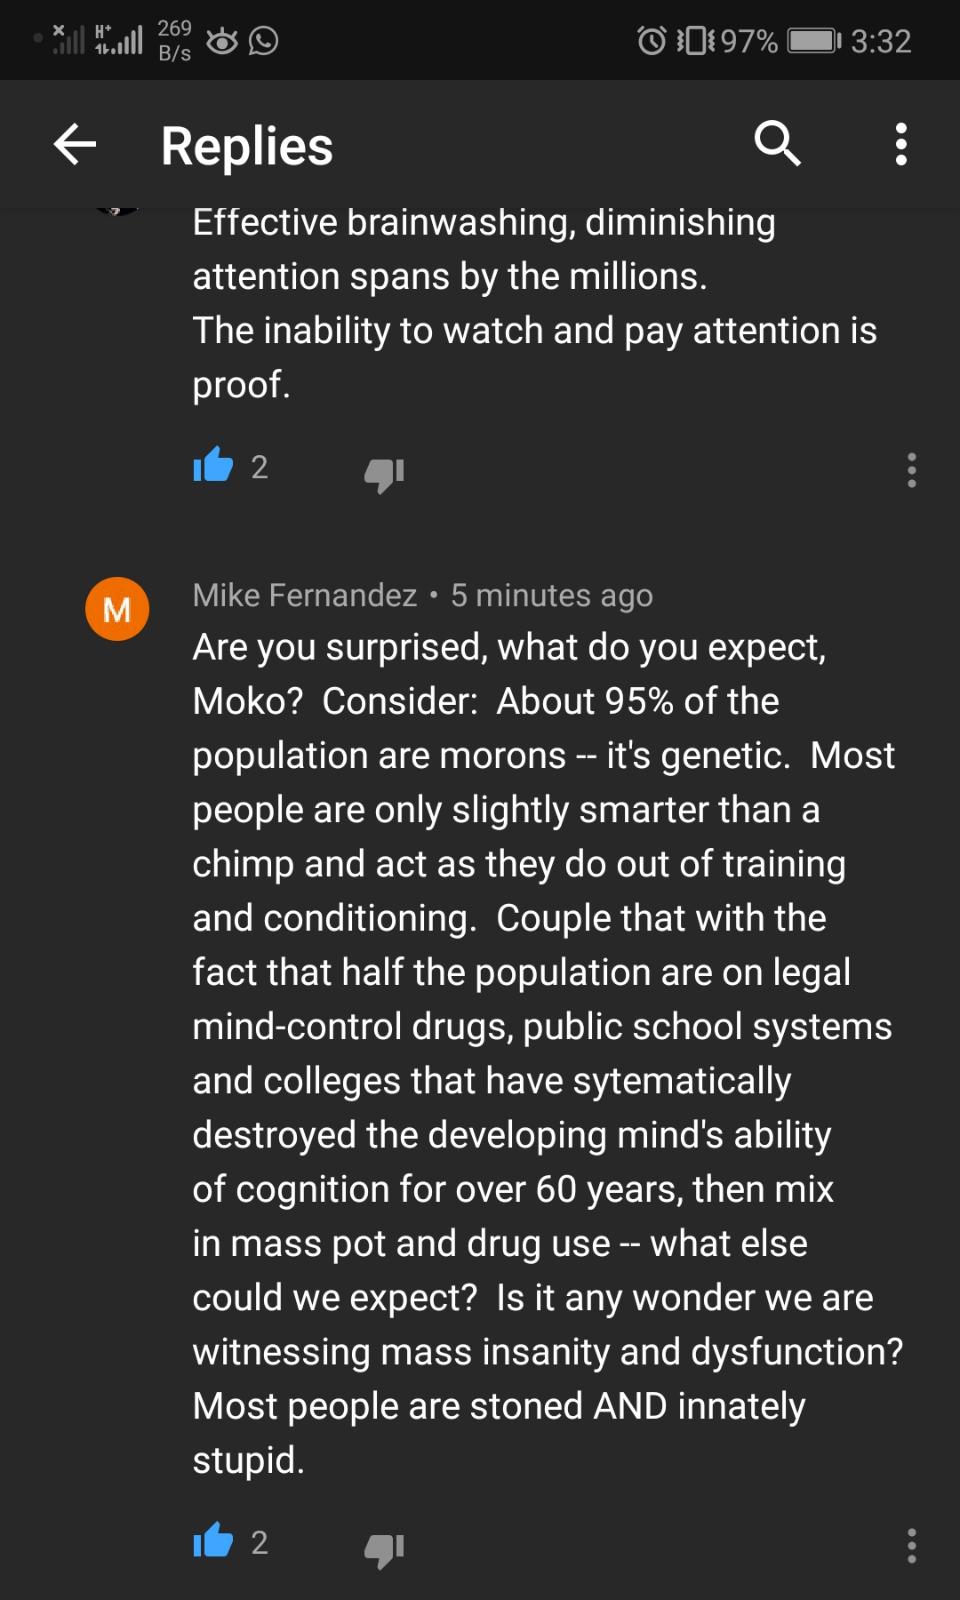 269
B/s
H+
97%
3:32
Replies
Effective brainwashing, diminishing
attention spans by the millions.
The inability to watch and pay attention is
proof.
2
M
Mike Fernandez • 5 minutes ago
Are you surprised, what do you expect,
Moko?  Consider:  About 95% of the
population are morons -- it's genetic.  Most
people are only slightly smarter than a
chimp and act as they do out of training
and conditioning.  Couple that with the
fact that half the population are on legal
mind-control drugs, public school systems
and colleges that have sytematically
destroyed the developing mind's ability
of cognition for over 60 years, then mix
in mass pot and drug use -- what else
could we expect?  Is it any wonder we are
witnessing mass insanity and dysfunction?
Most people are stoned AND innately
stupid.
2